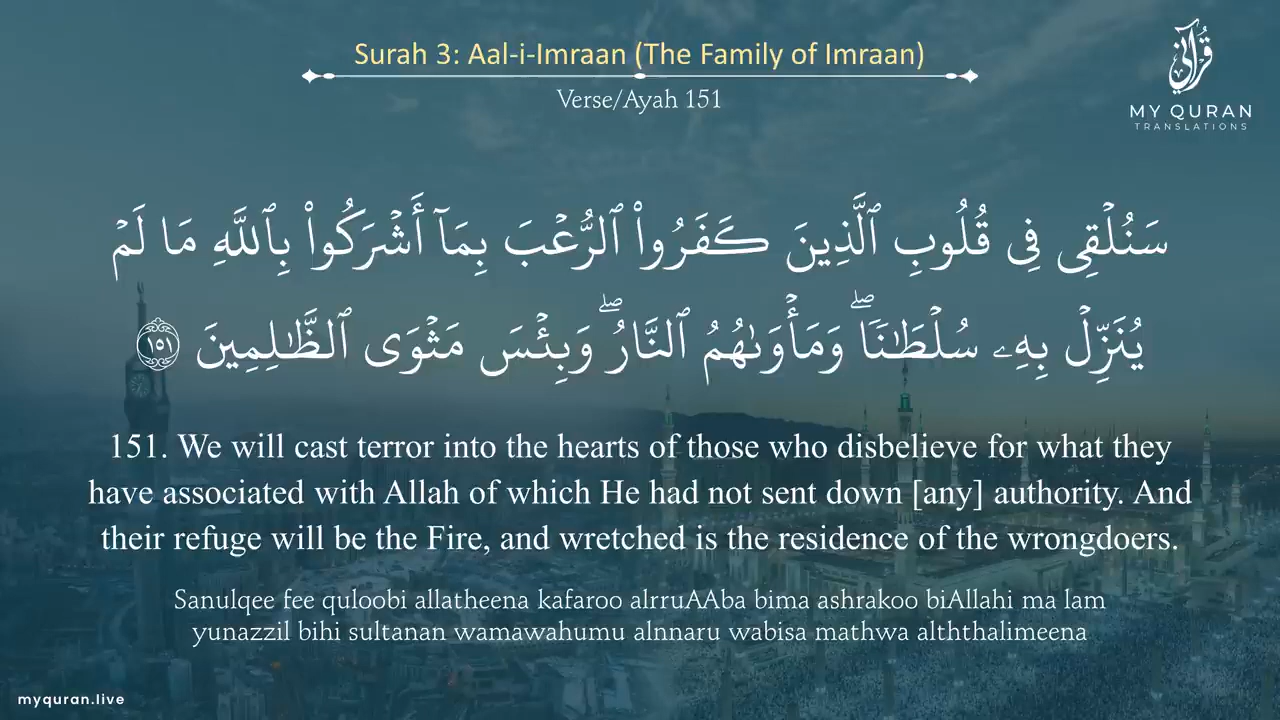 Surah 3: Aal-i-Imraan (The Family of Imraan)
Verse/Ayah 151
قرآني
MY QURAN
TRANSLATIONS
سَنُلْقِى فِى قُلُوبِ ٱلَّذِينَ كَفَرُوا۟ ٱلرُّعْبَ بِمَآ أَشْرَكُوا۟ بِٱللَّهِ مَا لَمْ
يُنَزِّلْ بِهِۦ سُلْطَـٰنًا ۖ وَمَأْوَىٰهُمُ ٱلنَّارُ ۖ وَبِئْسَ مَثْوَى ٱلظَّـٰلِمِينَ ١٥١
151. We will cast terror into the hearts of those who disbelieve for what they
have associated with Allah of which He had not sent down [any] authority. And
their refuge will be the Fire, and wretched is the residence of the wrongdoers.
Sanulqee fee quloobi allatheena kafaroo alrruAAba bima ashrakoo biAllahi ma lam
yunazzil bihi sultanan wamawahumu alnnaru wabisa mathwa alththalimeena
myquran.live